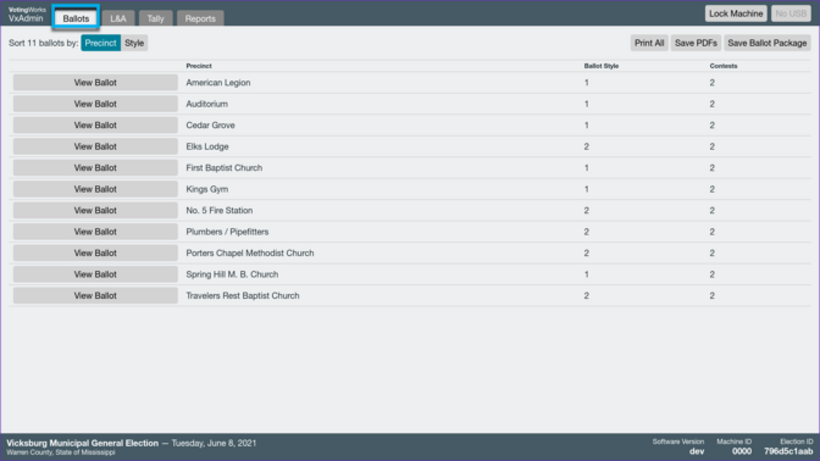 VotingWorks
VxAdmin
Ballots L&A Tally Reports Lock Machine No USB
Sort 11 ballots by: Precinct Style Print All Save PDFs Save Ballot Package
Precinct Ballot Style Contests
View Ballot American Legion 1 2
View Ballot Auditorium 1 2
View Ballot Cedar Grove 1 2
View Ballot Elks Lodge 2 2
View Ballot First Baptist Church 1 2
View Ballot Kings Gym 1 2
View Ballot No. 5 Fire Station 2 2
View Ballot Plumbers / Pipefitters 2 2
View Ballot Porters Chapel Methodist Church 2 2
View Ballot Spring Hill M. B. Church 1 2
View Ballot Travelers Rest Baptist Church 2 2
Vicksburg Municipal General Election — Tuesday, June 8, 2021
Warren County, State of Mississippi
Software Version Machine ID Election ID
dev 0000 796d5c1aab